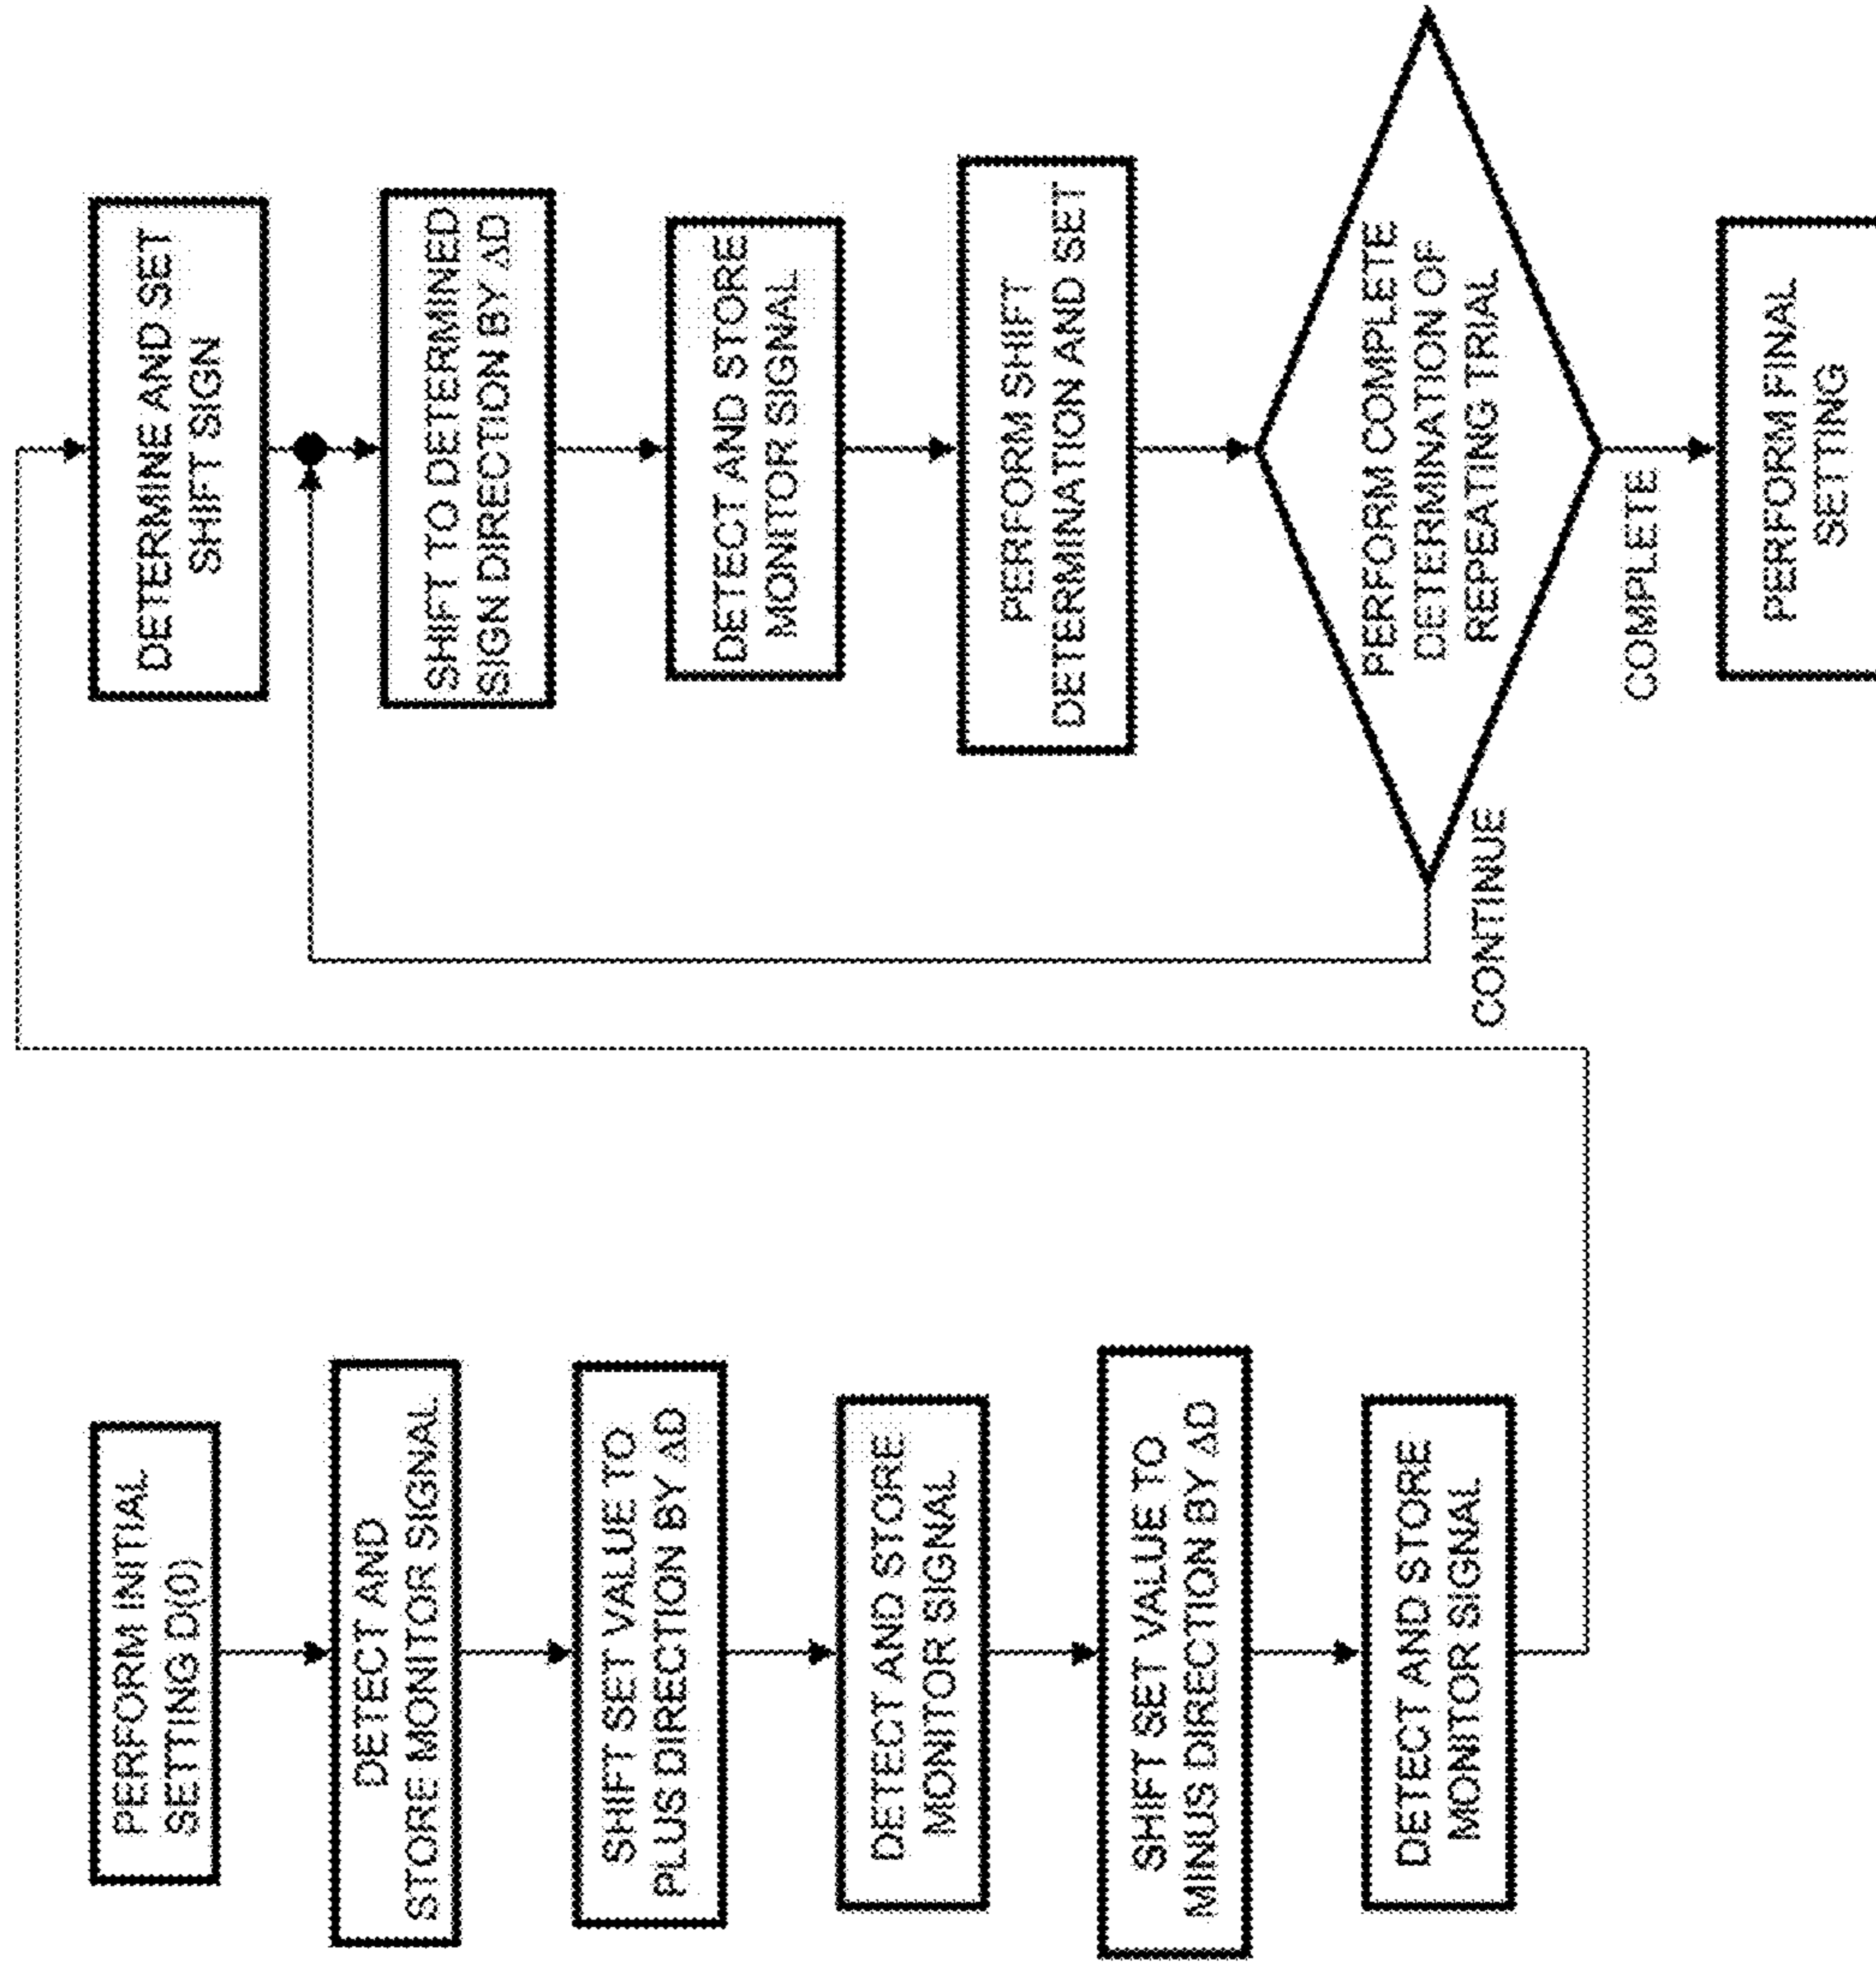 PERFORM INITIAL
SETTING D(0)
DETECT AND
STORE MONITOR SIGNAL
SHIFT SET VALUE TO
PLUS DIRECTION BY ΔD
DETECT AND STORE
MONITOR SIGNAL
SHIFT SET VALUE TO
MINUS DIRECTION BY ΔD
DETECT AND STORE
MONITOR SIGNAL
DETERMINE AND SET
SHIFT SIGN
SHIFT TO DETERMINED
SIGN DIRECTION BY ΔD
DETECT AND STORE
MONITOR SIGNAL
PERFORM SHIFT
DETERMINATION AND SET
PERFORM COMPLETE
DETERMINATION OF
REPEATING TRIAL
CONTINUE
COMPLETE
PERFORM FINAL
SETTING